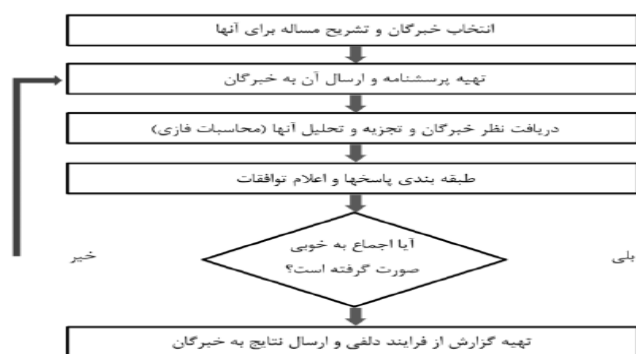 انتخاب خبرگان و تشریح مساله برای آنها
تهیه پرسشنامه و ارسال آن به خبرگان
دریافت نظر خبرگان و تجزیه و تحلیل آنها (محاسبات فازی)
طبقه بندی پاسخها و اعلام توافقات
آیا اجماع به خوبی
صورت گرفته است؟
بلی
خیر
تهیه گزارش از فرایند دلفی و ارسال نتایج به خبرگان